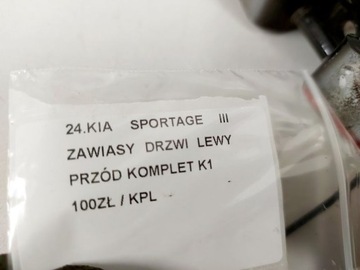 24.KIA SPORTAGE III
ZAWIASY DRZWI LEWY
PRZÓD KOMPLET K1
100ZŁ / KPL